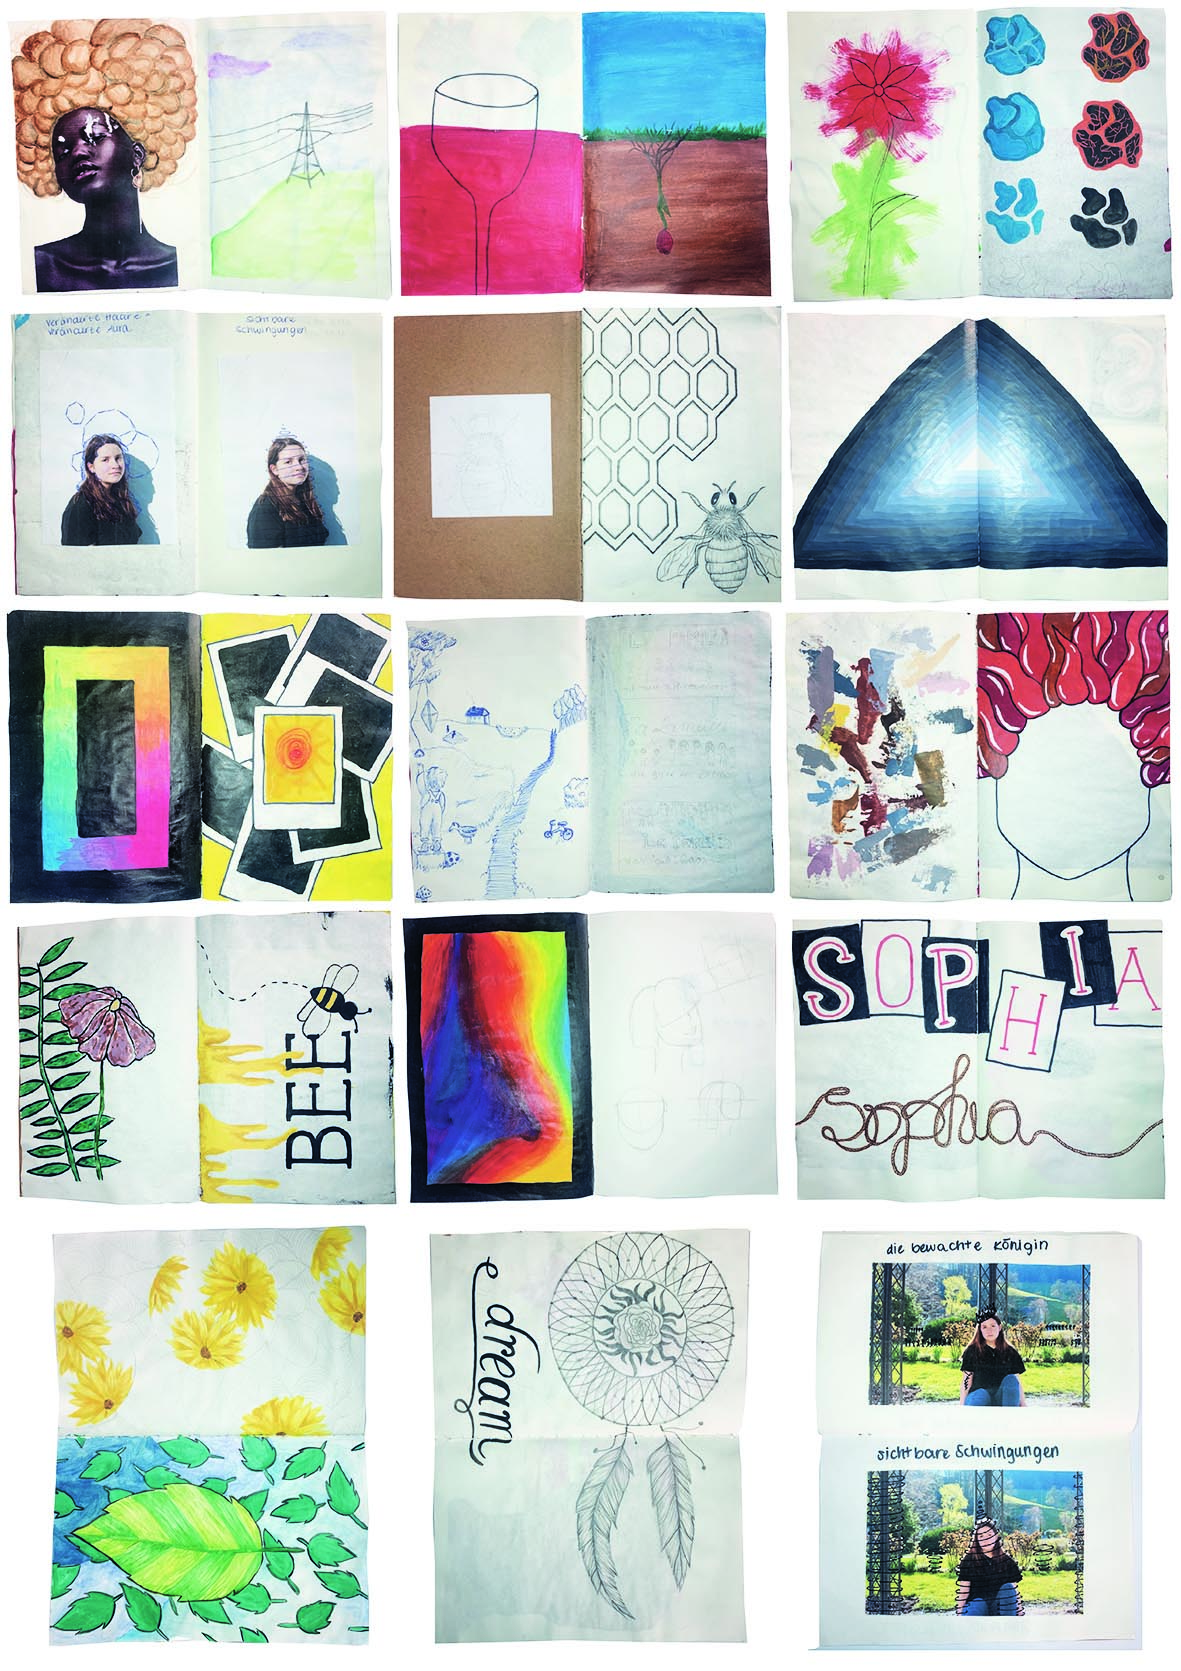 Veränderte Haare -
Veränderte Aura
Sichtbare
Schwingungen
BEE
SOPHIA
sophia
dream
die bewachte Königin
sichtbare Schwingungen